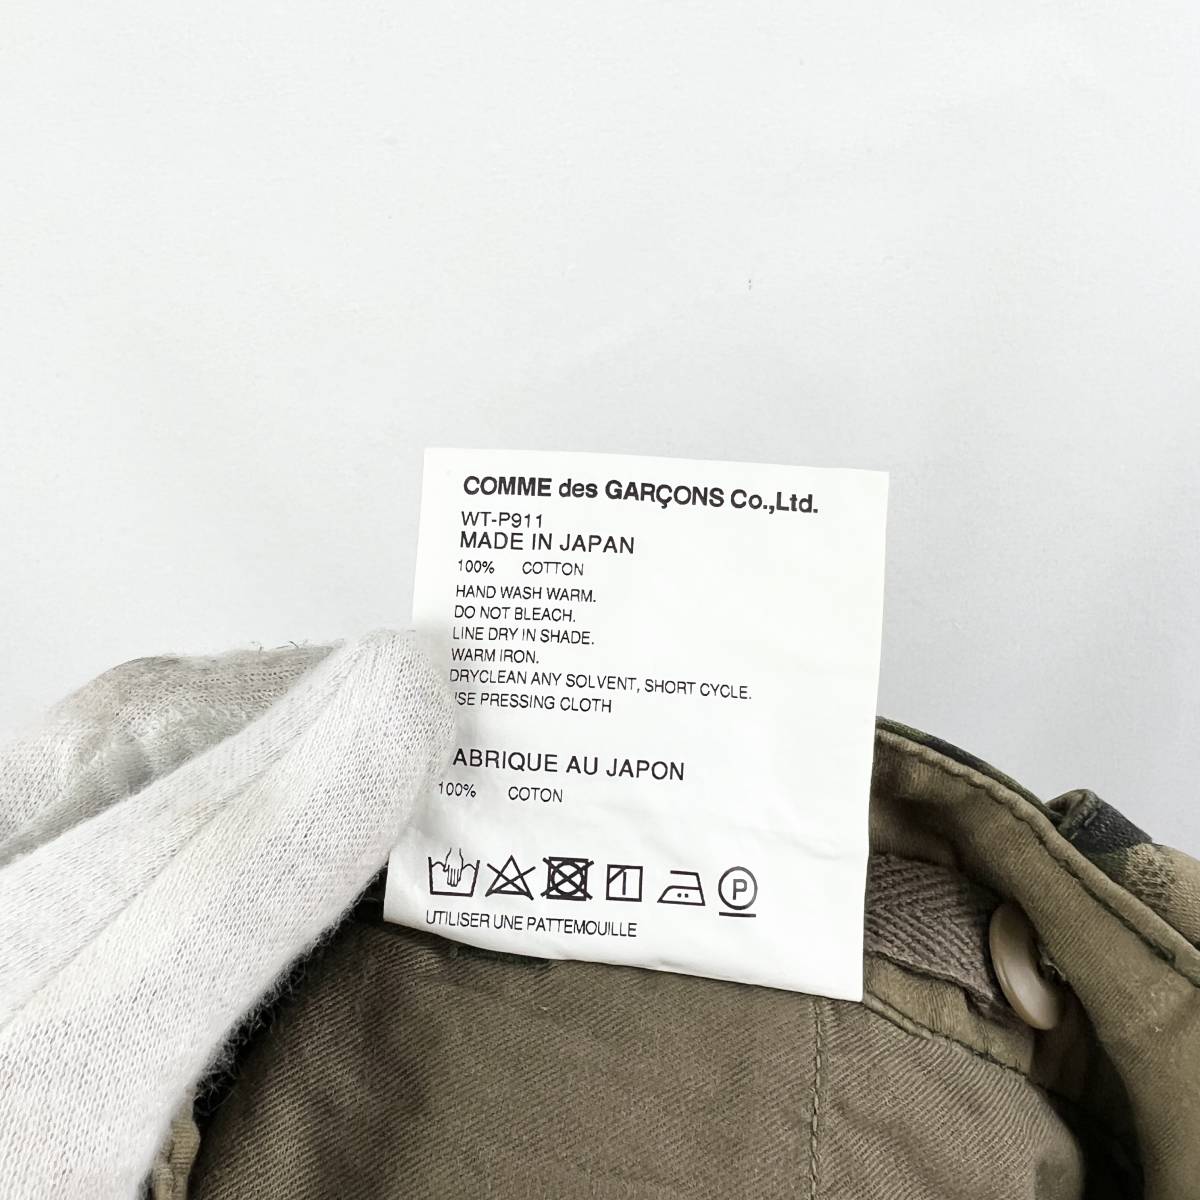 COMME des GARÇONS Co.,Ltd.
WT-P911
MADE IN JAPAN
100% COTTON
HAND WASH WARM.
DO NOT BLEACH.
LINE DRY IN SHADE.
WARM IRON.
DRYCLEAN ANY SOLVENT, SHORT CYCLE.
USE PRESSING CLOTH
ABRIQUE AU JAPON
100% COTON
P
UTILISER UNE PATTEMOUILLE